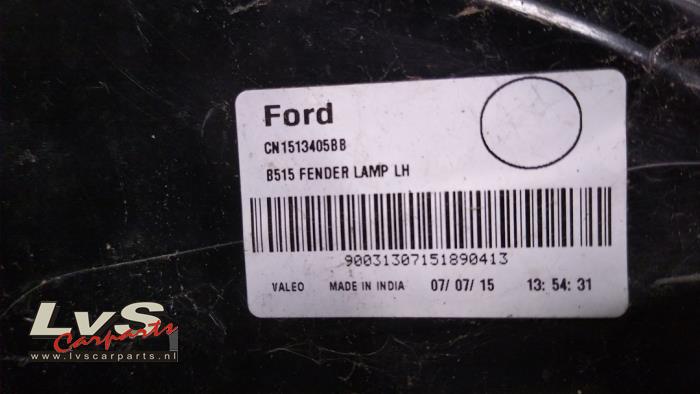 Ford
CN1513405BB
B515 FENDER LAMP LH
90031307151890413
VALEO MADE IN INDIA 07/ 07/ 15 13: 54: 31
LvS
Carparts
www.lvscarparts.nl